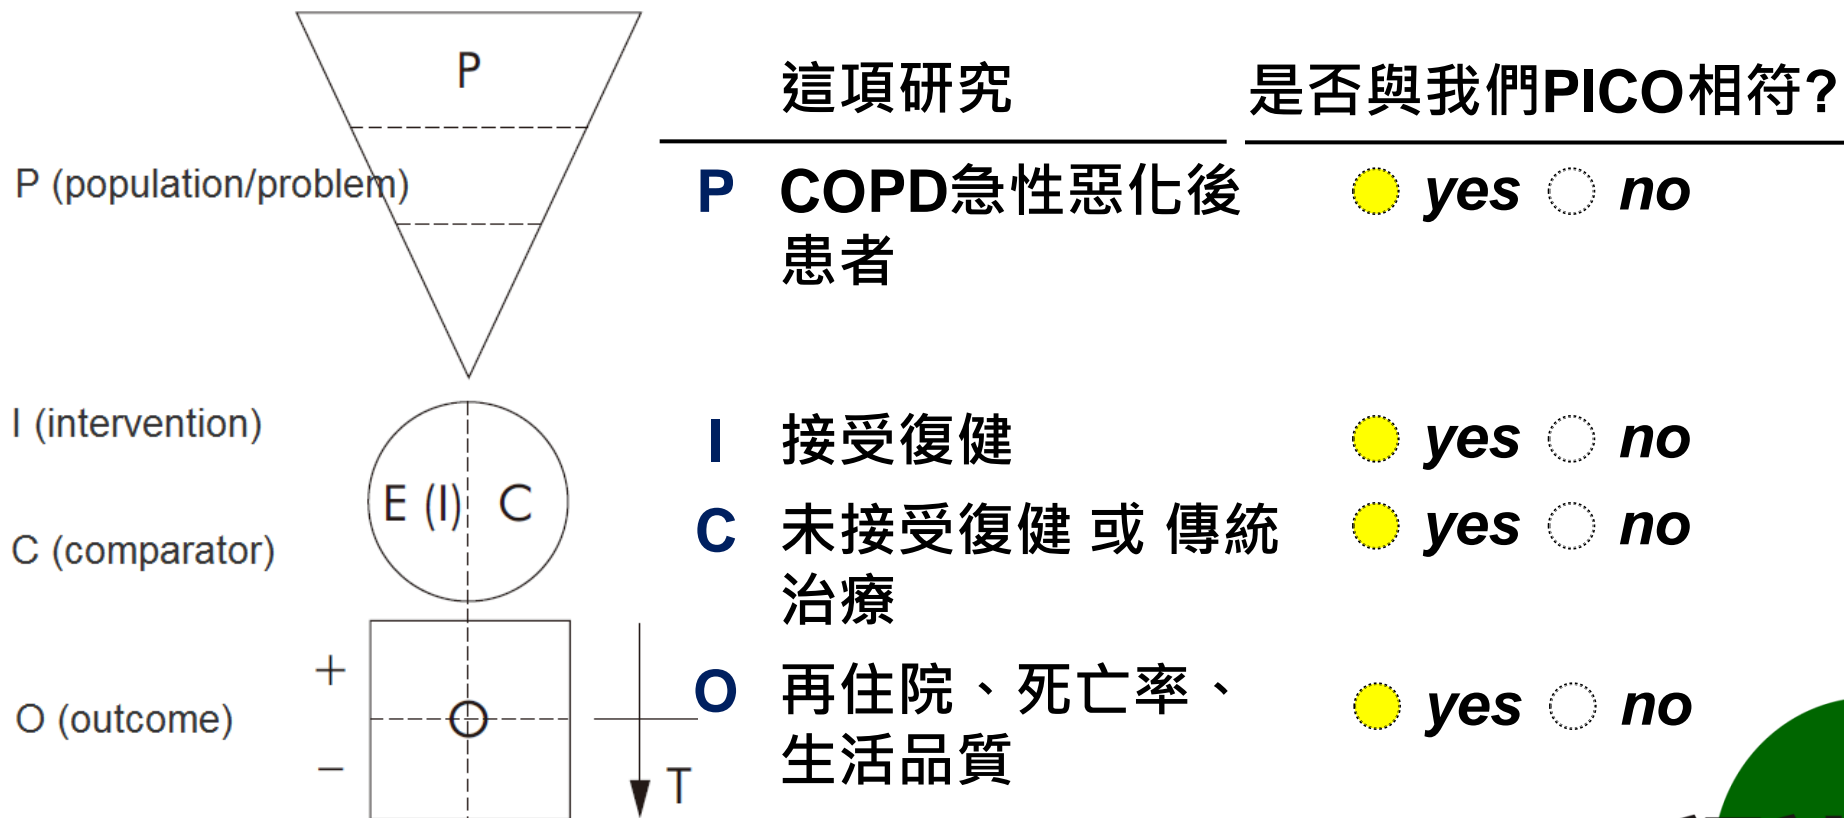 P
P (population/problem)
I (intervention)
E (I) C
C (comparator)
+
O (outcome)
O
−
T
這項研究 是否與我們PICO相符?
P COPD急性惡化後 yes no
患者
I 接受復健 yes no
C 未接受復健 或 傳統 yes no
治療
O 再住院、死亡率、 yes no
生活品質